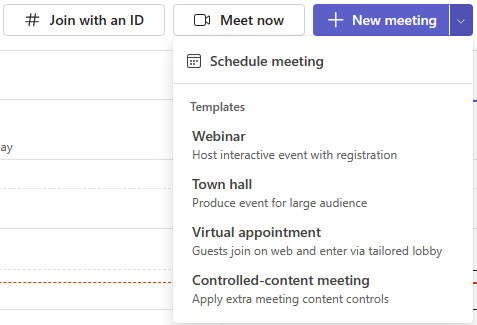 Join with an ID
Meet now
New meeting
Schedule meeting
Templates
Webinar
Host interactive event with registration
ay
Town hall
Produce event for large audience
Virtual appointment
Guests join on web and enter via tailored lobby
Controlled-content meeting
Apply extra meeting content controls